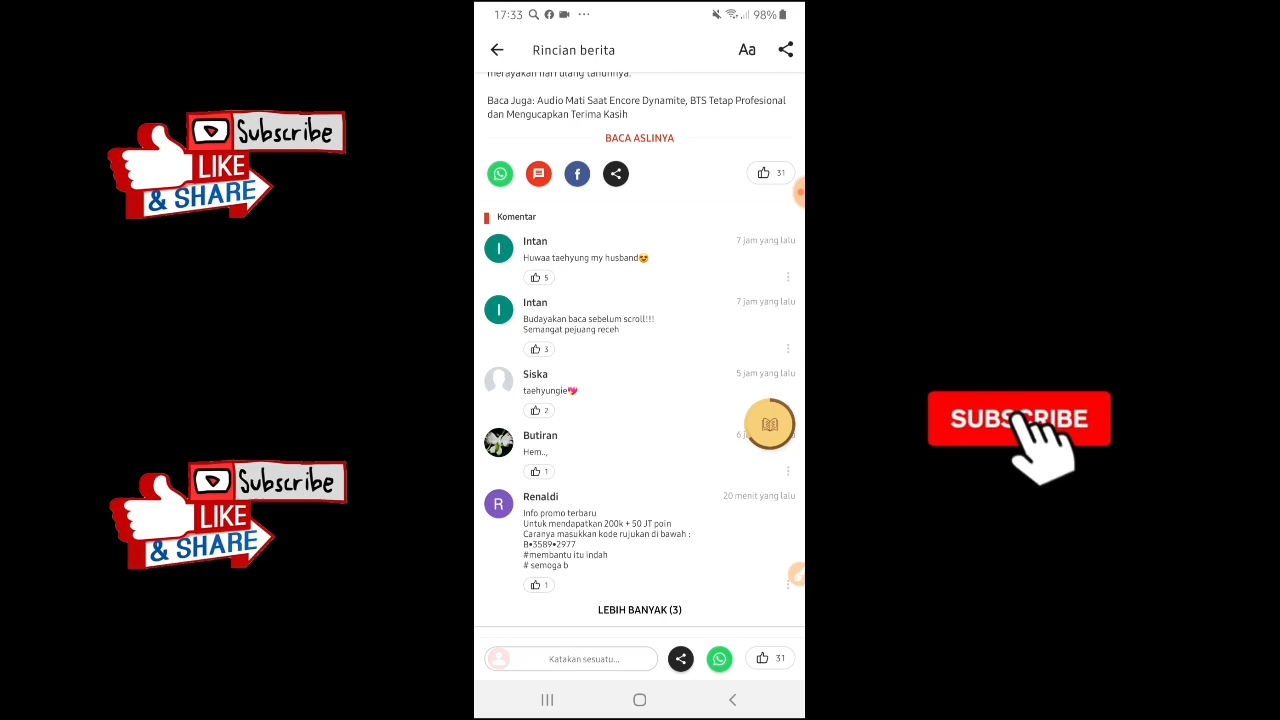 17:33
98%
Rincian berita
Aa
merayakan hari ulang tahunnya.
Baca Juga: Audio Mati Saat Encore Dynamite, BTS Tetap Profesional
dan Mengucapkan Terima Kasih
BACA ASLINYA
31
Komentar
I
Intan
7 jam yang lalu
Huwaa taehyung my husband😍
5
I
Intan
7 jam yang lalu
Budayakan baca sebelum scroll!!!
Semangat pejuang receh
3
Siska
5 jam yang lalu
taehyungie💖
2
Butiran
6 j
Hem..,
1
R
Renaldi
20 menit yang lalu
Info promo terbaru
Untuk mendapatkan 200k + 50 JT poin
Caranya masukkan kode rujukan di bawah :
B•3589•2977
#membantu itu indah
# semoga b
1
LEBIH BANYAK (3)
Katakan sesuatu...
31
Subscribe
LIKE
& SHARE
Subscribe
LIKE
& SHARE
SUBSCRIBE